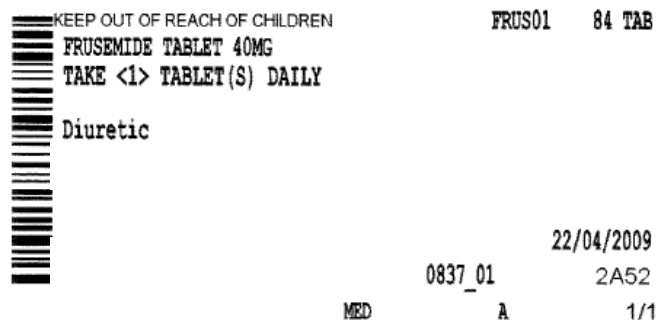 KEEP OUT OF REACH OF CHILDREN FRUS01 84 TAB
FRUSEMIDE TABLET 40MG
TAKE <1> TABLET(S) DAILY
Diuretic
22/04/2009
0837_01 2A52
MED A 1/1